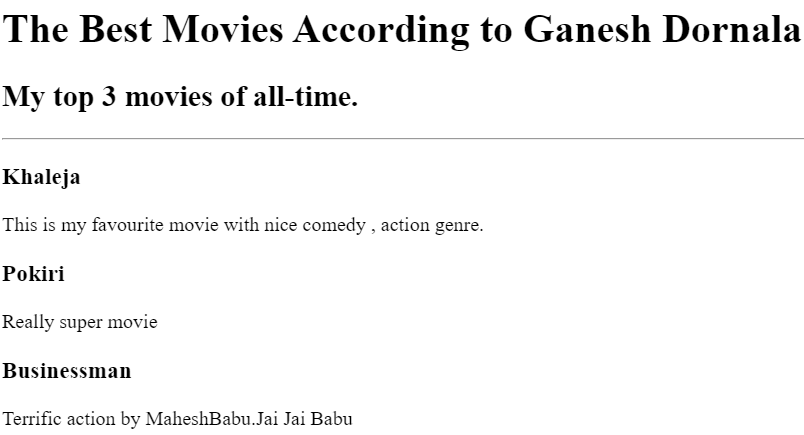 The Best Movies According to Ganesh Dornala
My top 3 movies of all-time.
Khaleja
This is my favourite movie with nice comedy , action genre.
Pokiri
Really super movie
Businessman
Terrific action by MaheshBabu.Jai Jai Babu